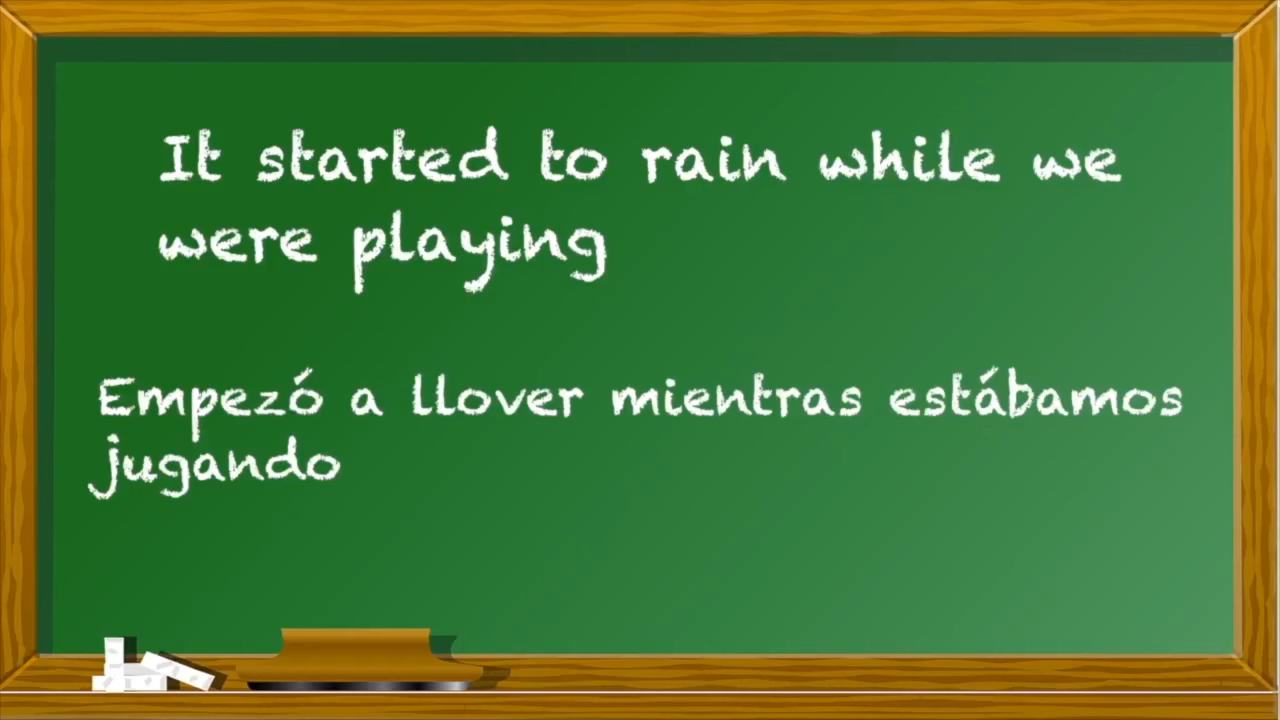 It started to rain while we
were playing
Empezó a llover mientras estábamos
jugando